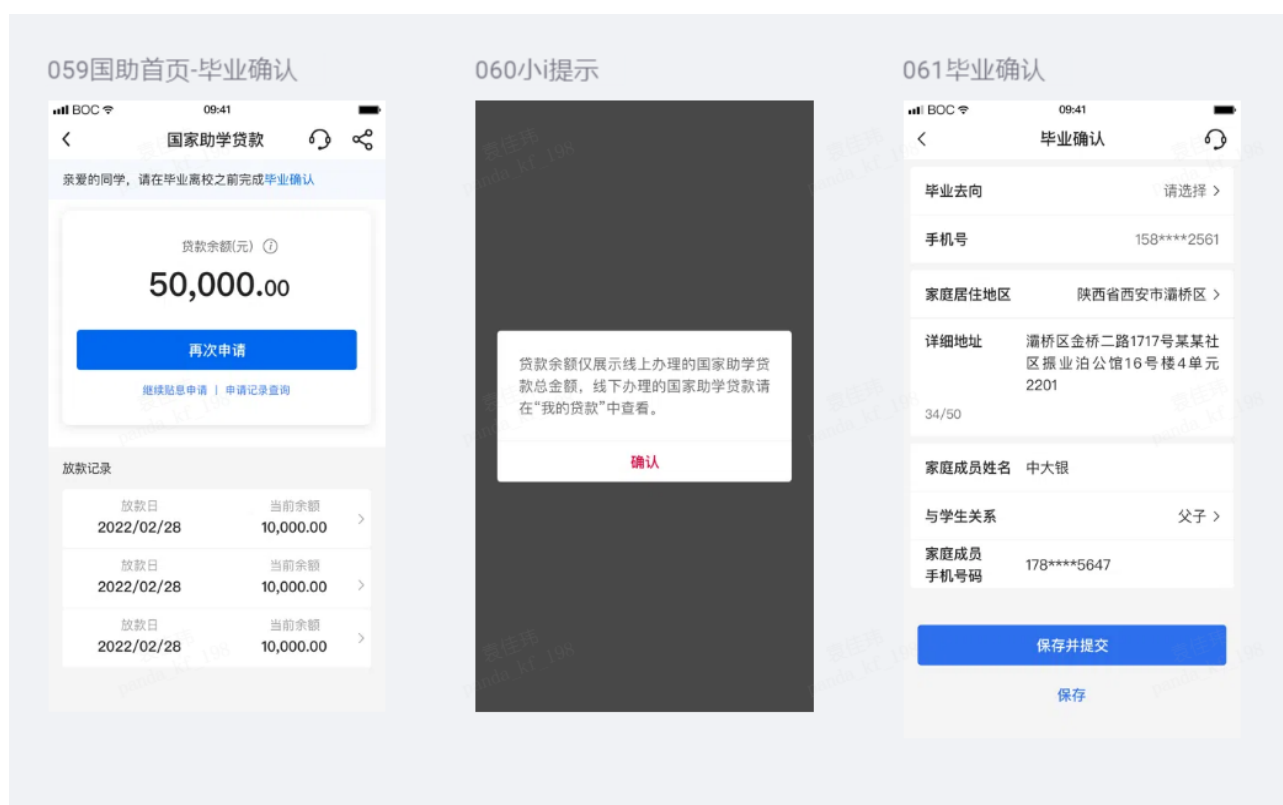 059国助首页-毕业确认
BOC
09:41
国家助学贷款
亲爱的同学，请在毕业离校之前完成毕业确认
贷款余额(元)
50,000.00
再次申请
继续贴息申请 | 申请记录查询
放款记录
放款日 当前余额
2022/02/28 10,000.00
放款日 当前余额
2022/02/28 10,000.00
放款日 当前余额
2022/02/28 10,000.00
060小i提示
贷款余额仅展示线上办理的国家助学贷
款总金额，线下办理的国家助学贷款请
在“我的贷款”中查看。
确认
061毕业确认
BOC
09:41
毕业确认
毕业去向 请选择
手机号 158****2561
家庭居住地区 陕西省西安市灞桥区
详细地址 灞桥区金桥二路1717号某某社
区振业泊公馆16号楼4单元
2201
34/50
家庭成员姓名 中大银
与学生关系 父子
家庭成员
手机号码 178****5647
保存并提交
保存
袁佳玮
panda_kf_198